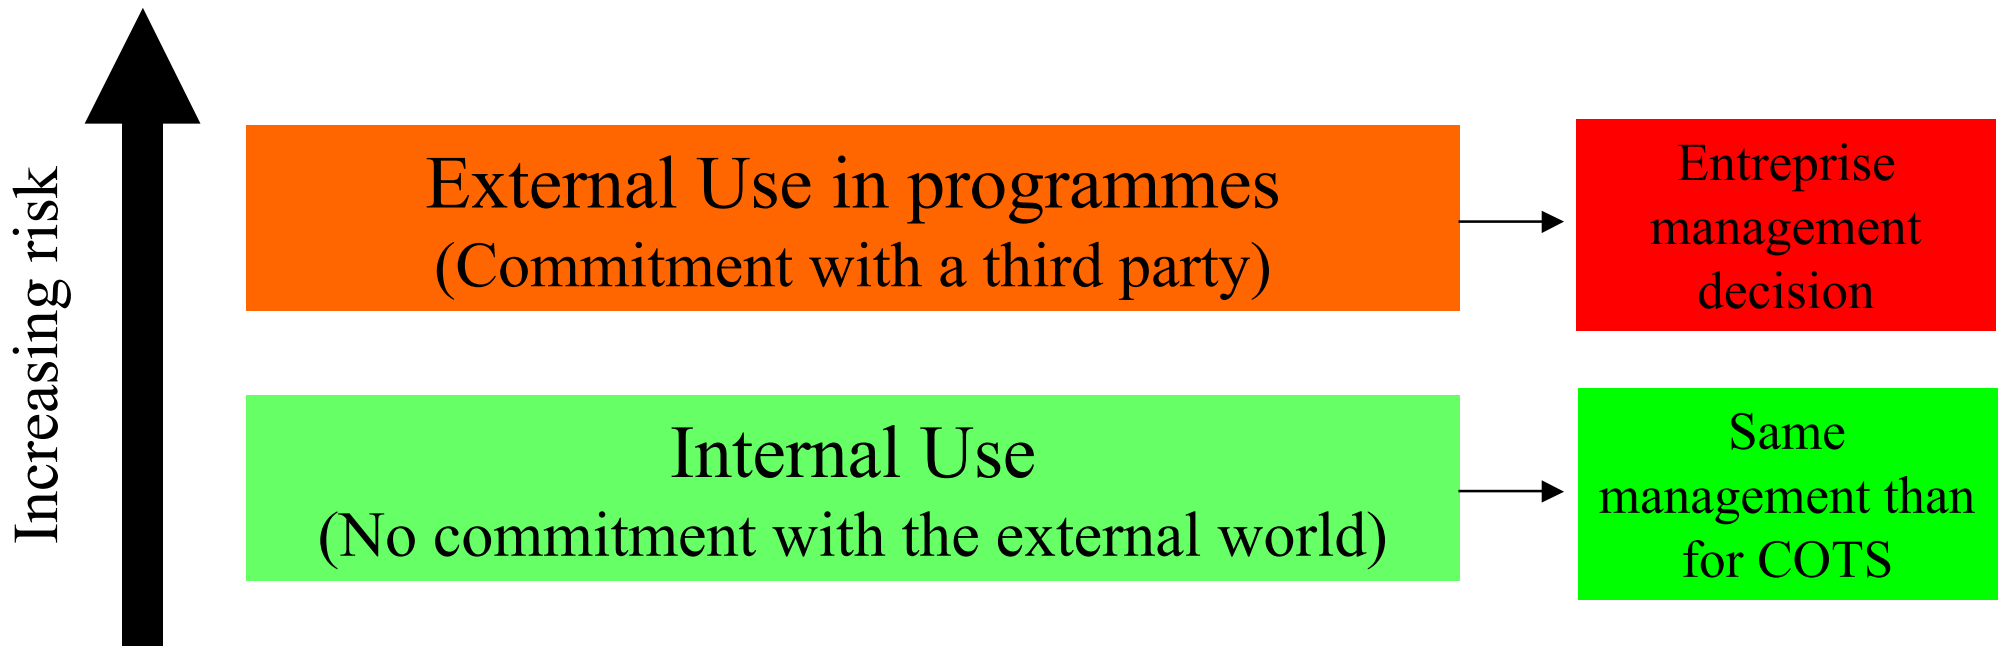 Increasing risk
External Use in programmes
(Commitment with a third party)
Entreprise
management
decision
Internal Use
(No commitment with the external world)
Same
management than
for COTS